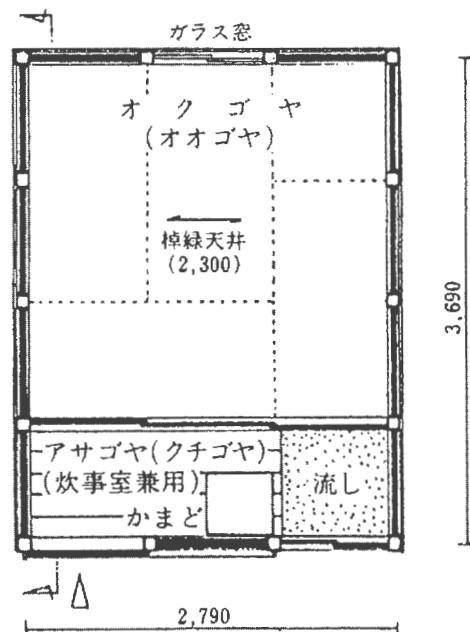 ガラス窓
オクゴヤ
(オオゴヤ)
棹緑天井
(2,300)
3,690
アサゴヤ(クチゴヤ)
(炊事室兼用)
かまど
流し
2,790